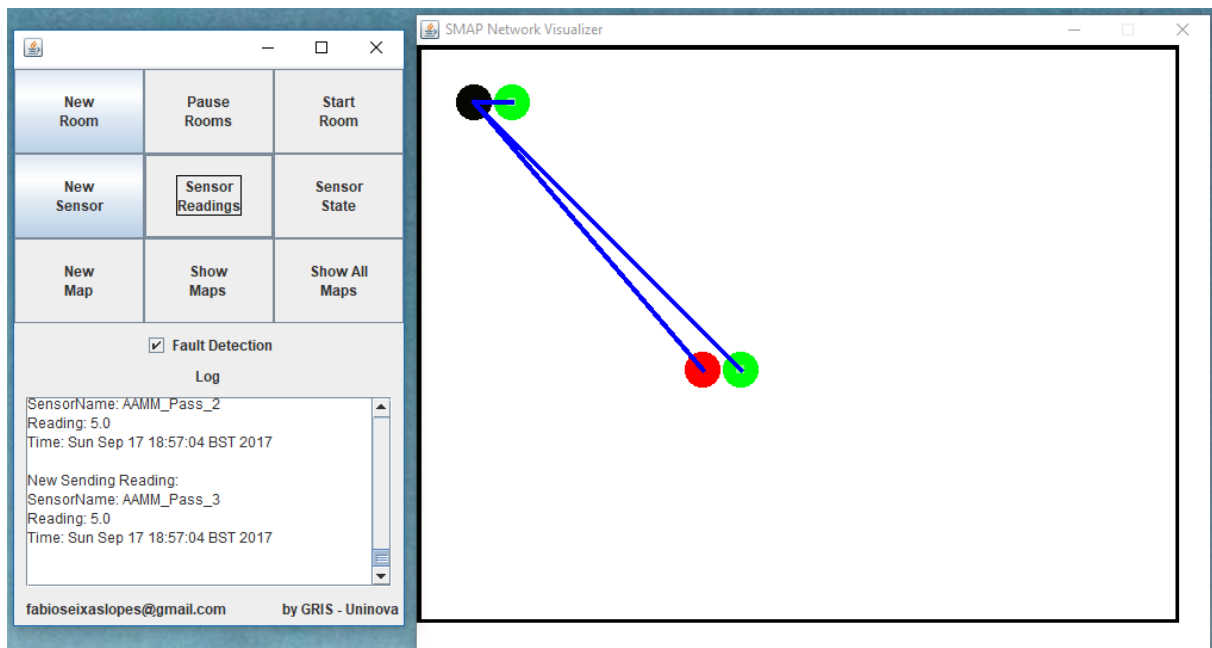 SMAP Network Visualizer
New
Room
Pause
Rooms
Start
Room
New
Sensor
Sensor
Readings
Sensor
State
New
Map
Show
Maps
Show All
Maps
Fault Detection
Log
SensorName: AAMM_Pass_2
Reading: 5.0
Time: Sun Sep 17 18:57:04 BST 2017
New Sending Reading:
SensorName: AAMM_Pass_3
Reading: 5.0
Time: Sun Sep 17 18:57:04 BST 2017
fabioseixaslopes@gmail.com by GRIS - Uninova